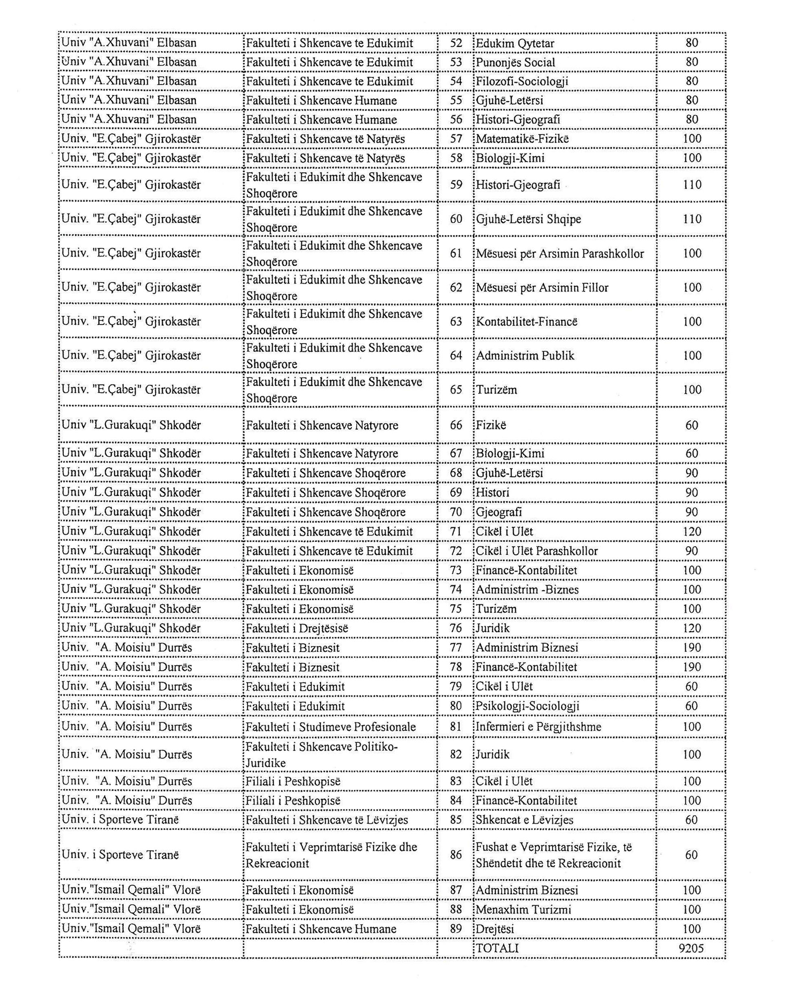 Univ "A.Xhuvani" Elbasan Fakulteti i Shkencave te Edukimit 52 Edukim Qytetar 80
Univ "A.Xhuvani" Elbasan Fakulteti i Shkencave te Edukimit 53 Punonjës Social 80
Univ "A.Xhuvani" Elbasan Fakulteti i Shkencave te Edukimit 54 Filozofi-Sociologji 80
Univ "A.Xhuvani" Elbasan Fakulteti i Shkencave Humane 55 Gjuhë-Letërsi 80
Univ "A.Xhuvani" Elbasan Fakulteti i Shkencave Humane 56 Histori-Gjeografi 80
Univ. "E.Çabej" Gjirokastër Fakulteti i Shkencave të Natyrës 57 Matematikë-Fizikë 100
Univ. "E.Çabej" Gjirokastër Fakulteti i Shkencave të Natyrës 58 Biologji-Kimi 100
Univ. "E.Çabej" Gjirokastër Fakulteti i Edukimit dhe Shkencave
Shoqërore 59 Histori-Gjeografi 110
Univ. "E.Çabej" Gjirokastër Fakulteti i Edukimit dhe Shkencave
Shoqërore 60 Gjuhë-Letërsi Shqipe 110
Univ. "E.Çabej" Gjirokastër Fakulteti i Edukimit dhe Shkencave
Shoqërore 61 Mësuesi për Arsimin Parashkollor 100
Univ. "E.Çabej" Gjirokastër Fakulteti i Edukimit dhe Shkencave
Shoqërore 62 Mësuesi për Arsimin Fillor 100
Univ. "E.Çabej" Gjirokastër Fakulteti i Edukimit dhe Shkencave
Shoqërore 63 Kontabilitet-Financë 100
Univ. "E.Çabej" Gjirokastër Fakulteti i Edukimit dhe Shkencave
Shoqërore 64 Administrim Publik 100
Univ. "E.Çabej" Gjirokastër Fakulteti i Edukimit dhe Shkencave
Shoqërore 65 Turizëm 100
Univ "L.Gurakuqi" Shkodër Fakulteti i Shkencave Natyrore 66 Fizikë 60
Univ "L.Gurakuqi" Shkodër Fakulteti i Shkencave Natyrore 67 Biologji-Kimi 60
Univ "L.Gurakuqi" Shkodër Fakulteti i Shkencave Shoqërore 68 Gjuhë-Letërsi 90
Univ "L.Gurakuqi" Shkodër Fakulteti i Shkencave Shoqërore 69 Histori 90
Univ "L.Gurakuqi" Shkodër Fakulteti i Shkencave Shoqërore 70 Gjeografi 90
Univ "L.Gurakuqi" Shkodër Fakulteti i Shkencave të Edukimit 71 Cikël i Ulët 120
Univ "L.Gurakuqi" Shkodër Fakulteti i Shkencave të Edukimit 72 Cikël i Ulët Parashkollor 90
Univ "L.Gurakuqi" Shkodër Fakulteti i Ekonomisë 73 Financë-Kontabilitet 100
Univ "L.Gurakuqi" Shkodër Fakulteti i Ekonomisë 74 Administrim -Biznes 100
Univ "L.Gurakuqi" Shkodër Fakulteti i Ekonomisë 75 Turizëm 100
Univ "L.Gurakuqi" Shkodër Fakulteti i Drejtësisë 76 Juridik 120
Univ. "A. Moisiu" Durrës Fakulteti i Biznesit 77 Administrim Biznesi 190
Univ. "A. Moisiu" Durrës Fakulteti i Biznesit 78 Financë-Kontabilitet 190
Univ. "A. Moisiu" Durrës Fakulteti i Edukimit 79 Cikël i Ulët 60
Univ. "A. Moisiu" Durrës Fakulteti i Edukimit 80 Psikologji-Sociologji 60
Univ. "A. Moisiu" Durrës Fakulteti i Studimeve Profesionale 81 Infermieri e Përgjithshme 100
Univ. "A. Moisiu" Durrës Fakulteti i Shkencave Politiko-
Juridike 82 Juridik 100
Univ. "A. Moisiu" Durrës Filiali i Peshkopisë 83 Cikël i Ulët 100
Univ. "A. Moisiu" Durrës Filiali i Peshkopisë 84 Financë-Kontabilitet 100
Univ. i Sporteve Tiranë Fakulteti i Shkencave të Lëvizjes 85 Shkencat e Lëvizjes 60
Univ. i Sporteve Tiranë Fakulteti i Veprimtarisë Fizike dhe
Rekreacionit 86 Fushat e Veprimtarisë Fizike, të
Shëndetit dhe të Rekreacionit 60
Univ."Ismail Qemali" Vlorë Fakulteti i Ekonomisë 87 Administrim Biznesi 100
Univ."Ismail Qemali" Vlorë Fakulteti i Ekonomisë 88 Menaxhim Turizmi 100
Univ."Ismail Qemali" Vlorë Fakulteti i Shkencave Humane 89 Drejtësi 100
TOTALI 9205